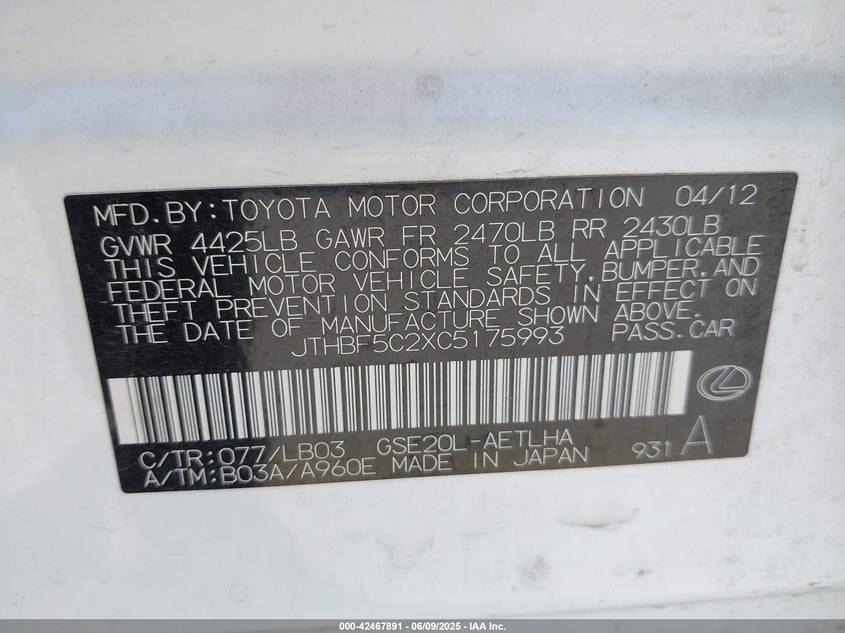 MFD.BY:TOYOTA MOTOR CORPORATION 04/12
GVWR 4425LB GAWR FR 2470LB RR 2430LB
THIS VEHICLE CONFORMS TO ALL APPLICABLE
FEDERAL MOTOR VEHICLE SAFETY,BUMPER,AND
THEFT PREVENTION STANDARDS IN EFFECT ON
THE DATE OF MANUFACTURE SHOWN ABOVE.
JTHBF5C2XC5175993 PASS.CAR
C/TR:077/LB03 GSE20L-AETLHA
A/TM:B03A/A960E MADE IN JAPAN 931 A
000-42467891 - 06/09/2025 - IAA Inc.